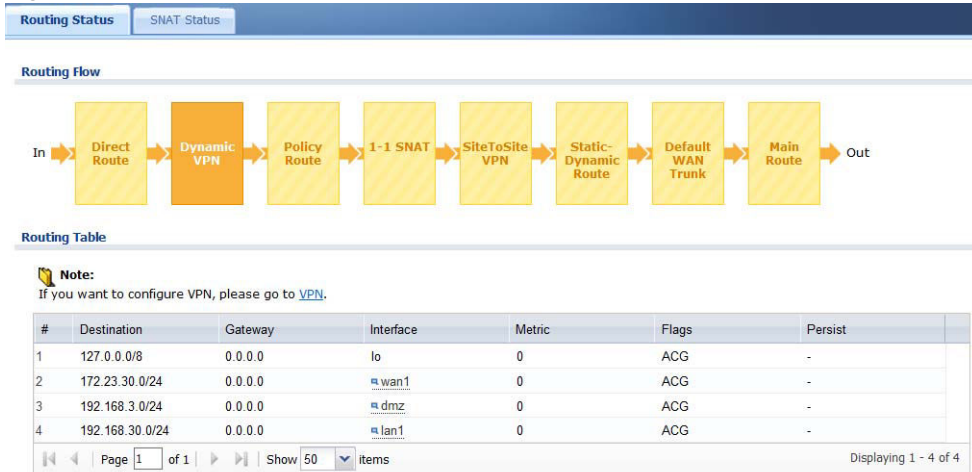 Routing Status SNAT Status
Routing Flow
In Direct Route Dynamic VPN Policy Route 1-1 SNAT SiteToSite VPN Static-Dynamic Route Default WAN Trunk Main Route Out
Routing Table
Note:
If you want to configure VPN, please go to VPN.
# Destination Gateway Interface Metric Flags Persist
1 127.0.0.0/8 0.0.0.0 lo 0 ACG -
2 172.23.30.0/24 0.0.0.0 wan1 0 ACG -
3 192.168.3.0/24 0.0.0.0 dmz 0 ACG -
4 192.168.30.0/24 0.0.0.0 lan1 0 ACG -
Page 1 of 1 Show 50 items Displaying 1 - 4 of 4